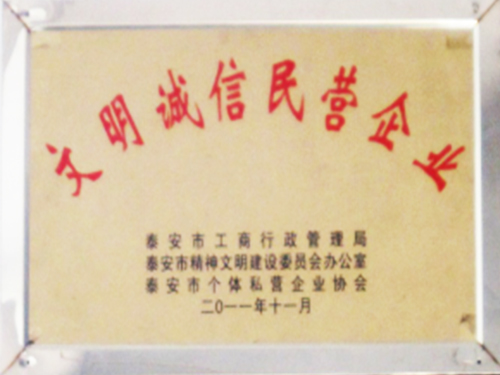 文明诚信民营企业
泰安市工商行政管理局
泰安市精神文明建设委员会办公室
泰安市个体私营企业协会
二0一一年十一月